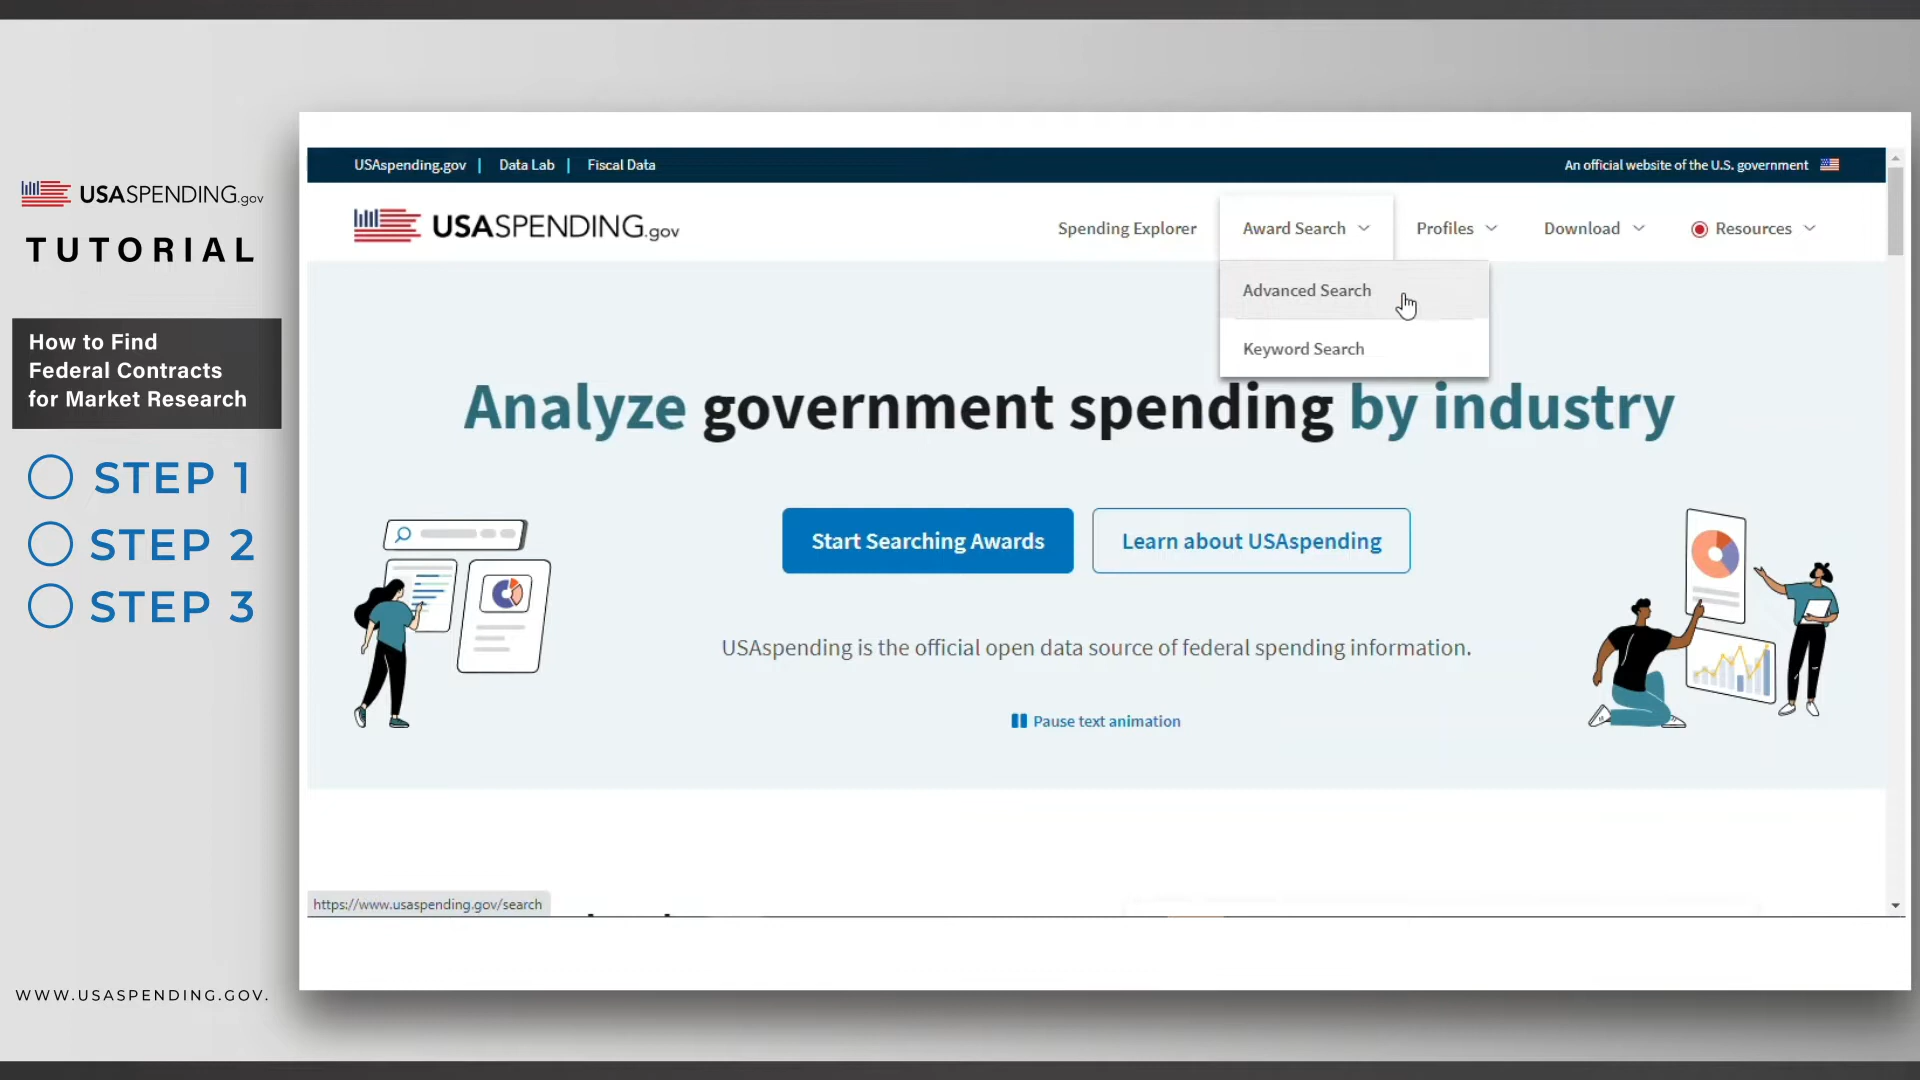 USASPENDING.gov
TUTORIAL
How to Find
Federal Contracts
for Market Research
STEP 1
STEP 2
STEP 3
WWW.USASPENDING.GOV.
USAspending.gov | Data Lab | Fiscal Data
An official website of the U.S. government
USASPENDING.gov
Spending Explorer
Award Search
Profiles
Download
Resources
Advanced Search
Keyword Search
Analyze government spending by industry
Start Searching Awards
Learn about USAspending
USAspending is the official open data source of federal spending information.
Pause text animation
https://www.usaspending.gov/search